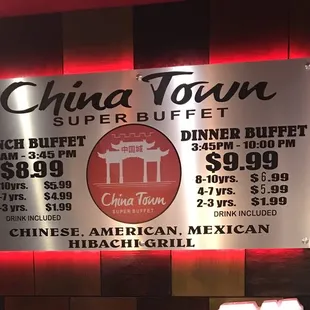 China Town
SUPER BUFFET
NCH BUFFET
AM - 3:45 PM
$8.99
10yrs. $5.99
-7 yrs. $4.99
-3 yrs. $1.99
DRINK INCLUDED
中国城
China Town
SUPER BUFFET
DINNER BUFFET
3:45PM - 10:00 PM
$9.99
8-10yrs. $6.99
4-7 yrs. $5.99
2-3 yrs. $1.99
DRINK INCLUDED
CHINESE, AMERICAN, MEXICAN
HIBACHI GRILL